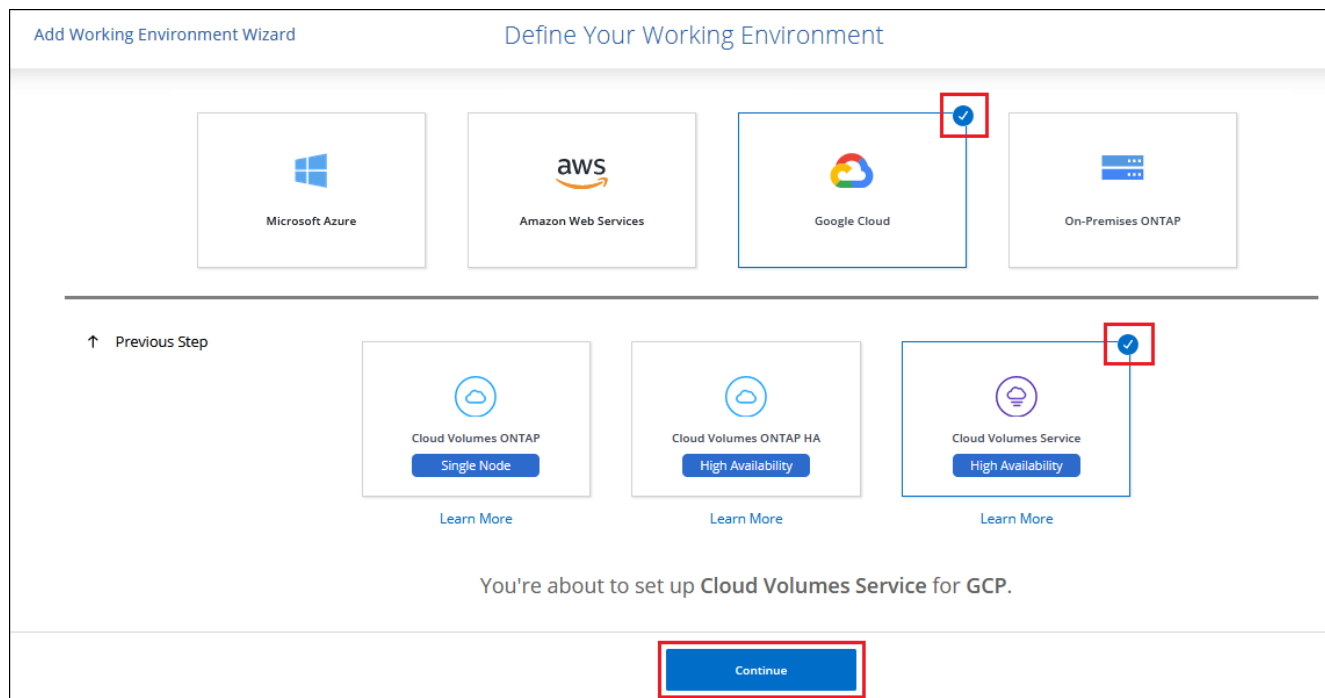 Add Working Environment Wizard
Define Your Working Environment
Microsoft Azure
aws
Amazon Web Services
Google Cloud
On-Premises ONTAP
↑ Previous Step
Cloud Volumes ONTAP
Single Node
Learn More
Cloud Volumes ONTAP HA
High Availability
Learn More
Cloud Volumes Service
High Availability
Learn More
You're about to set up Cloud Volumes Service for GCP.
Continue